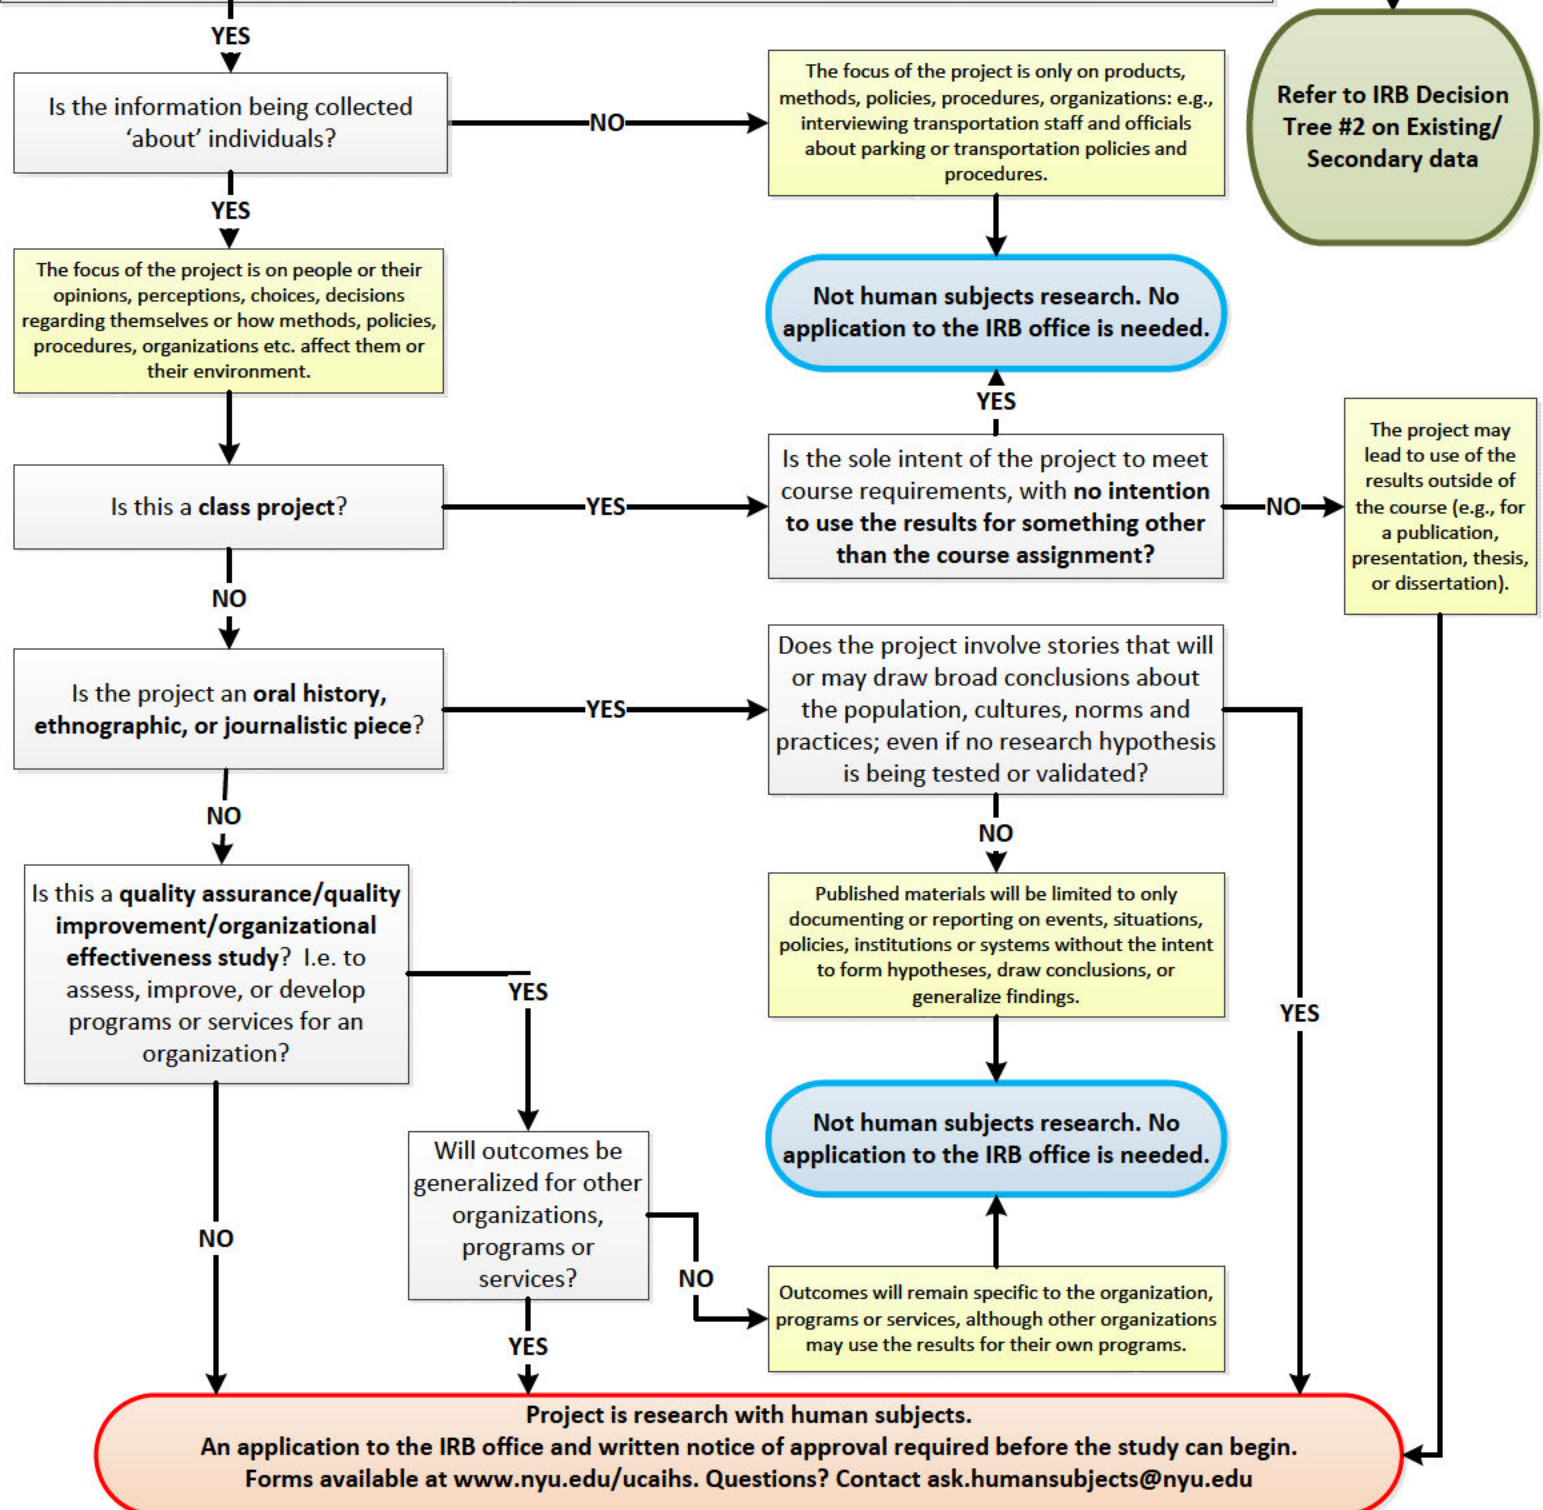 YES
Is the information being collected
‘about’ individuals?
NO
The focus of the project is only on products,
methods, policies, procedures, organizations: e.g.,
interviewing transportation staff and officials
about parking or transportation policies and
procedures.
Refer to IRB Decision
Tree #2 on Existing/
Secondary data
YES
The focus of the project is on people or their
opinions, perceptions, choices, decisions
regarding themselves or how methods, policies,
procedures, organizations etc. affect them or
their environment.
Not human subjects research. No
application to the IRB office is needed.
YES
Is this a class project?
YES
Is the sole intent of the project to meet
course requirements, with no intention
to use the results for something other
than the course assignment?
NO
The project may
lead to use of the
results outside of
the course (e.g., for
a publication,
presentation, thesis,
or dissertation).
NO
Is the project an oral history,
ethnographic, or journalistic piece?
YES
Does the project involve stories that will
or may draw broad conclusions about
the population, cultures, norms and
practices; even if no research hypothesis
is being tested or validated?
NO
NO
Is this a quality assurance/quality
improvement/organizational
effectiveness study? I.e. to
assess, improve, or develop
programs or services for an
organization?
YES
Published materials will be limited to only
documenting or reporting on events, situations,
policies, institutions or systems without the intent
to form hypotheses, draw conclusions, or
generalize findings.
YES
Not human subjects research. No
application to the IRB office is needed.
Will outcomes be
generalized for other
organizations,
programs or
services?
NO
NO
Outcomes will remain specific to the organization,
programs or services, although other organizations
may use the results for their own programs.
YES
Project is research with human subjects.
An application to the IRB office and written notice of approval required before the study can begin.
Forms available at www.nyu.edu/ucaihs. Questions? Contact ask.humansubjects@nyu.edu